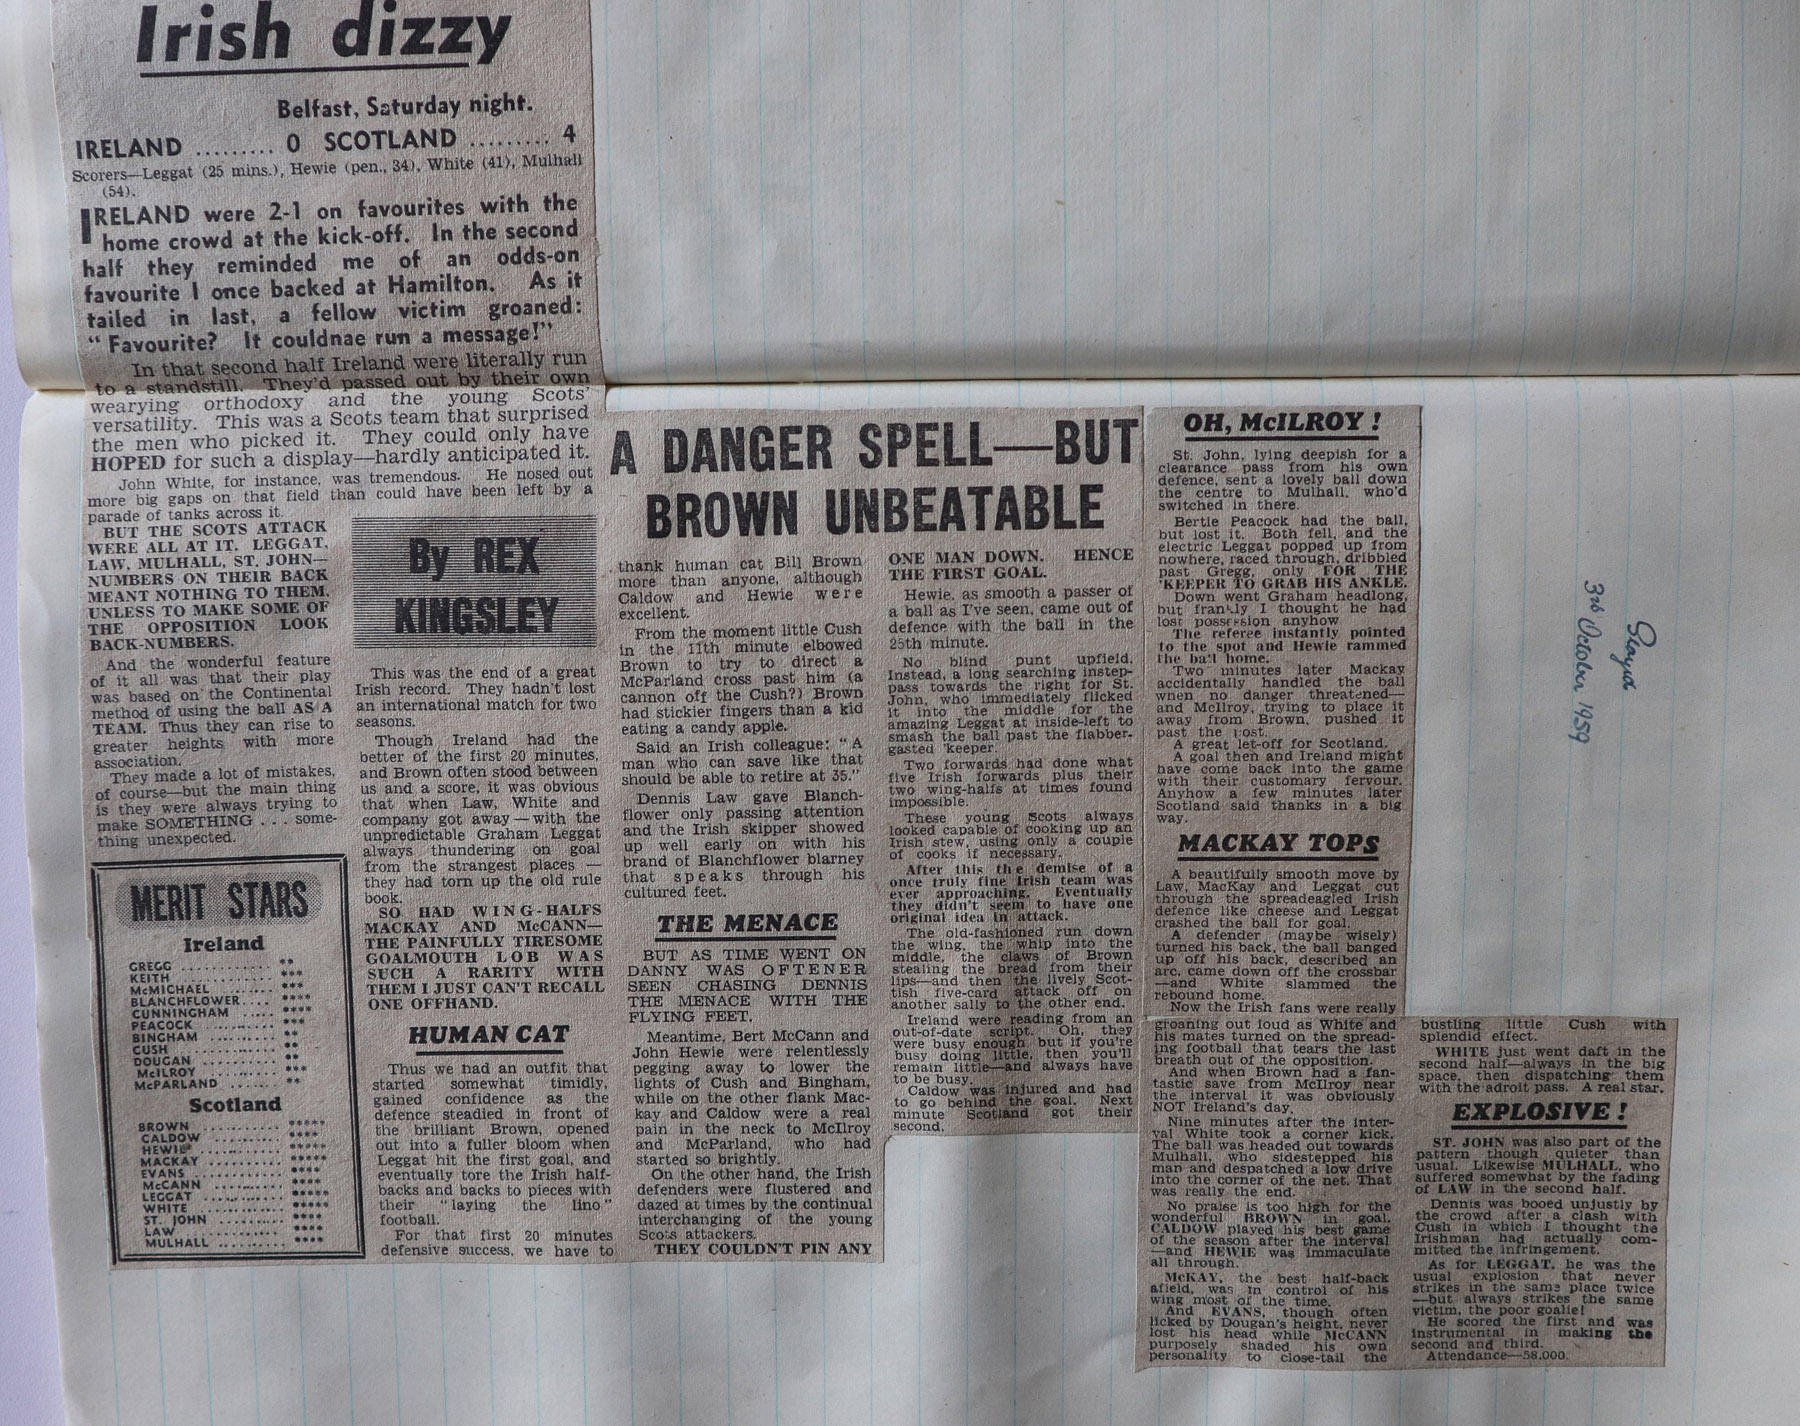 Irish dizzy
Belfast, Saturday night.
IRELAND ......... 0 SCOTLAND ......... 4
Scorers—Leggat (25 mins.), Hewie (pen., 34), White (41), Mulhall
(54).
IRELAND were 2-1 on favourites with the
home crowd at the kick-off. In the second
half they reminded me of an odds-on
favourite I once backed at Hamilton. As it
tailed in last, a fellow victim groaned:
“ Favourite? It couldnae run a message!”
In that second half Ireland were literally run
to a standstill. They'd passed out by their own
wearying orthodoxy and the young Scots'
versatility. This was a Scots team that surprised
the men who picked it. They could only have
HOPED for such a display—hardly anticipated it.
John White, for instance, was tremendous. He nosed out
more big gaps on that field than could have been left by a
parade of tanks across it.
BUT THE SCOTS ATTACK
WERE ALL AT IT. LEGGAT,
LAW, MULHALL, ST. JOHN—
NUMBERS ON THEIR BACK
MEANT NOTHING TO THEM,
UNLESS TO MAKE SOME OF
THE OPPOSITION LOOK
BACK-NUMBERS.
And the wonderful feature
of it all was that their play
was based on the Continental
method of using the ball AS A
TEAM. Thus they can rise to
greater heights with more
association.
They made a lot of mistakes,
of course—but the main thing
is they were always trying to
make SOMETHING . . . some-
thing unexpected.
MERIT STARS
Ireland
GREGG ............ **
KEITH ............ ***
McMICHAEL ........ ***
BLANCHFLOWER.... ****
CUNNINGHAM .... ****
PEACOCK ............ ***
BINGHAM ............ **
CUSH ............ **
DOUGAN ............ **
McILROY ............ ***
McPARLAND ........ **
Scotland
BROWN ............ *****
CALDOW ............ ****
HEWIE ............ *****
MACKAY ............ *****
EVANS ............ ****
McCANN ............ ****
LEGGAT ............ *****
WHITE ............ *****
ST. JOHN .......... ****
LAW ............ ****
MULHALL .......... ****
By REX
KINGSLEY
This was the end of a great
Irish record. They hadn't lost
an international match for two
seasons.
Though Ireland had the
better of the first 20 minutes,
and Brown often stood between
us and a score, it was obvious
that when Law, White and
company got away—with the
unpredictable Graham Leggat
always thundering on goal
from the strangest places —
they had torn up the old rule
book.
SO HAD WING-HALFS
MACKAY AND McCANN—
THE PAINFULLY TIRESOME
GOALMOUTH LOB WAS
SUCH A RARITY WITH
THEM I JUST CAN'T RECALL
ONE OFFHAND.
HUMAN CAT
Thus we had an outfit that
started somewhat timidly,
gained confidence as the
defence steadied in front of
the brilliant Brown, opened
out into a fuller bloom when
Leggat hit the first goal, and
eventually tore the Irish half-
backs and backs to pieces with
their “laying the lino”
football.
For that first 20 minutes
defensive success, we have to
A DANGER SPELL—BUT
BROWN UNBEATABLE
thank human cat Bill Brown
more than anyone, although
Caldow and Hewie were
excellent.
From the moment little Cush
in the 11th minute elbowed
Brown to try to direct a
McParland cross past him (a
cannon off the Cush?) Brown
had stickier fingers than a kid
eating a candy apple.
Said an Irish colleague: “A
man who can save like that
should be able to retire at 35.”
Dennis Law gave Blanch-
flower only passing attention
and the Irish skipper showed
up well early on with his
brand of Blanchflower blarney
that speaks through his
cultured feet.
THE MENACE
BUT AS TIME WENT ON
DANNY WAS OFTENER
SEEN CHASING DENNIS
THE MENACE WITH THE
FLYING FEET.
Meantime, Bert McCann and
John Hewie were relentlessly
pegging away to lower the
lights of Cush and Bingham,
while on the other flank Mac-
kay and Caldow were a real
pain in the neck to McIlroy
and McParland, who had
started so brightly.
On the other hand, the Irish
defenders were flustered and
dazed at times by the continual
interchanging of the young
Scots attackers.
THEY COULDN'T PIN ANY
ONE MAN DOWN. HENCE
THE FIRST GOAL.
Hewie, as smooth a passer of
a ball as I've seen, came out of
defence with the ball in the
25th minute.
No blind punt upfield.
Instead, a long searching instep-
pass towards the right for St.
John, who immediately flicked
it into the middle for the
amazing Leggat at inside-left to
smash the ball past the flabber-
gasted 'keeper.
Two forwards had done what
five Irish forwards plus their
two wing-halfs at times found
impossible.
These young Scots always
looked capable of cooking up an
Irish stew, using only a couple
of cooks if necessary.
After this the demise of a
once truly fine Irish team was
ever approaching. Eventually
they didn't seem to have one
original idea in attack.
The old-fashioned run down
the wing, the whip into the
middle, the claws of Brown
stealing the bread from their
lips—and then the lively Scot-
tish five-card attack off on
another sally to the other end.
Ireland were reading from an
out-of-date script. Oh, they
were busy enough but if you're
busy doing little, then you'll
remain little—and always have
to be busy.
Caldow was injured and had
to go behind the goal. Next
minute Scotland got their
second.
OH, McILROY !
St. John, lying deepish for a
clearance pass from his own
defence, sent a lovely ball down
the centre to Mulhall, who'd
switched in there.
Bertie Peacock had the ball,
but lost it. Both fell, and the
electric Leggat popped up from
nowhere, raced through, dribbled
past Gregg, only FOR THE
'KEEPER TO GRAB HIS ANKLE.
Down went Graham headlong,
but frankly I thought he had
lost possession anyhow
The referee instantly pointed
to the spot and Hewie rammed
the ball home.
Two minutes later Mackay
accidentally handled the ball
when no danger threatened—
and McIlroy, trying to place it
away from Brown, pushed it
past the post.
A great let-off for Scotland.
A goal then and Ireland might
have come back into the game
with their customary fervour.
Anyhow a few minutes later
Scotland said thanks in a big
way.
MACKAY TOPS
A beautifully smooth move by
Law, MacKay and Leggat cut
through the spreadeagled Irish
defence like cheese and Leggat
crashed the ball for goal.
A defender (maybe wisely)
turned his back, the ball banged
up off his back, described an
arc, came down off the crossbar
—and White slammed the
rebound home.
Now the Irish fans were really
groaning out loud as White and
his mates turned on the spread-
ing football that tears the last
breath out of the opposition.
And when Brown had a fan-
tastic save from McIlroy near
the interval it was obviously
NOT Ireland's day.
Nine minutes after the inter-
val White took a corner kick.
The ball was headed out towards
Mulhall, who sidestepped his
man and despatched a low drive
into the corner of the net. That
was really the end.
No praise is too high for the
wonderful BROWN in goal.
CALDOW played his best game
of the season after the interval
—and HEWIE was immaculate
all through.
McKAY, the best half-back
afield, was in control of his
wing most of the time.
And EVANS, though often
licked by Dougan's height, never
lost his head while McCANN
purposely shaded his own
personality to close-tail the
bustling little Cush with
splendid effect.
WHITE just went daft in the
second half—always in the big
space, then dispatching them
with the adroit pass. A real star.
EXPLOSIVE !
ST. JOHN was also part of the
pattern though quieter than
usual. Likewise MULHALL, who
suffered somewhat by the fading
of LAW in the second half.
Dennis was booed unjustly by
the crowd after a clash with
Cush in which I thought the
Irishman had actually com-
mitted the infringement.
As for LEGGAT, he was the
usual explosion that never
strikes in the same place twice
—but always strikes the same
victim, the poor goalie!
He scored the first and was
instrumental in making the
second and third.
Attendance—58,000.
Played
3rd October 1959